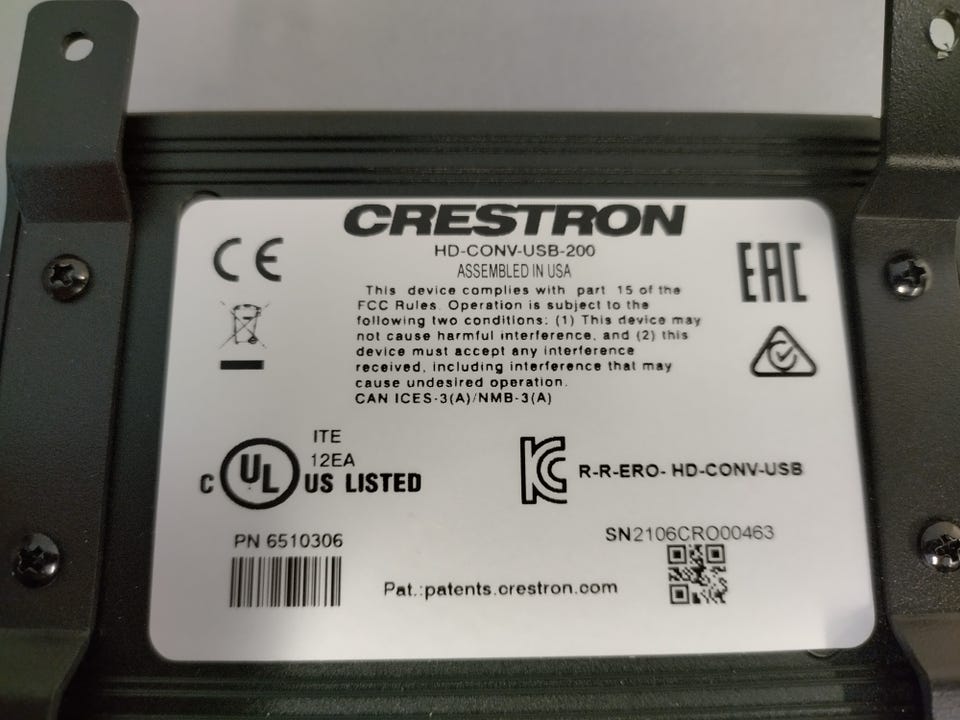 CRESTRON
HD-CONV-USB-200
ASSEMBLED IN USA
CE
EAC
This device complies with part 15 of the
FCC Rules. Operation is subject to the
following two conditions: (1) This device may
not cause harmful interference, and (2) this
device must accept any interference
received, including interference that may
cause undesired operation.
CAN ICES-3(A)/NMB-3(A)
ITE
12EA
C UL US LISTED
KC R-R-ERO- HD-CONV-USB
PN 6510306
SN2106CRO00463
Pat.:patents.crestron.com